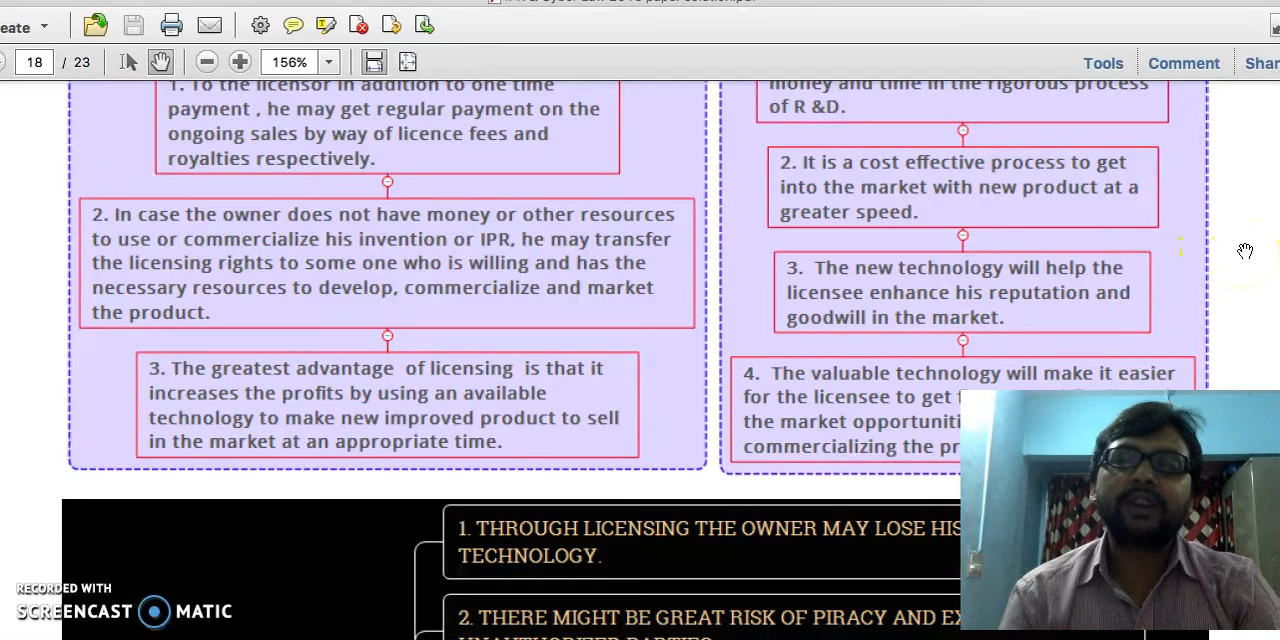 eate
18 / 23
156%
Tools
Comment
Shar
1. To the licensor in addition to one time
payment , he may get regular payment on the
ongoing sales by way of licence fees and
royalties respectively.
2. In case the owner does not have money or other resources
to use or commercialize his invention or IPR, he may transfer
the licensing rights to some one who is willing and has the
necessary resources to develop, commercialize and market
the product.
3. The greatest advantage of licensing is that it
increases the profits by using an available
technology to make new improved product to sell
in the market at an appropriate time.
money and time in the rigorous process
of R &D.
2. It is a cost effective process to get
into the market with new product at a
greater speed.
3. The new technology will help the
licensee enhance his reputation and
goodwill in the market.
4. The valuable technology will make it easier
for the licensee to get
the market opportuniti
commercializing the pr
1. THROUGH LICENSING THE OWNER MAY LOSE HIS
TECHNOLOGY.
2. THERE MIGHT BE GREAT RISK OF PIRACY AND EX
UNAUTHORIZED PARTIES
RECORDED WITH
SCREENCAST MATIC